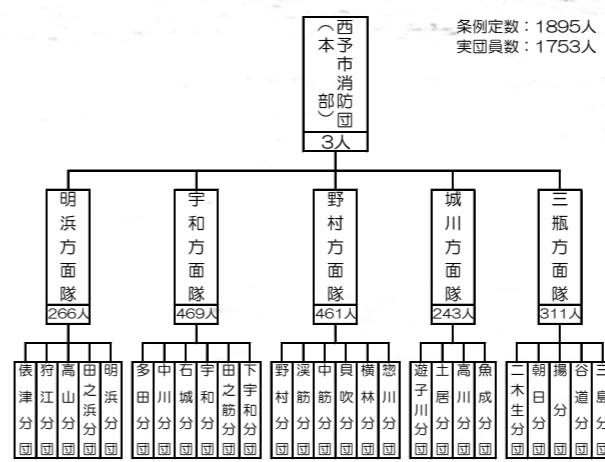 条例定数：1895人
実団員数：1753人
西予市消防団
（本部）
3人
明浜方面隊
266人
宇和方面隊
469人
野村方面隊
461人
城川方面隊
243人
三瓶方面隊
311人
俵津分団
狩江分団
高山分団
田之浜分団
明浜分団
多田分団
中川分団
石城分団
宇和分団
田之筋分団
下宇和分団
野村分団
渓筋分団
中筋分団
貝吹分団
横林分団
惣川分団
遊子川分団
土居分団
高川分団
魚成分団
二木生分団
朝日分団
揚分団
谷道分団
三島分団